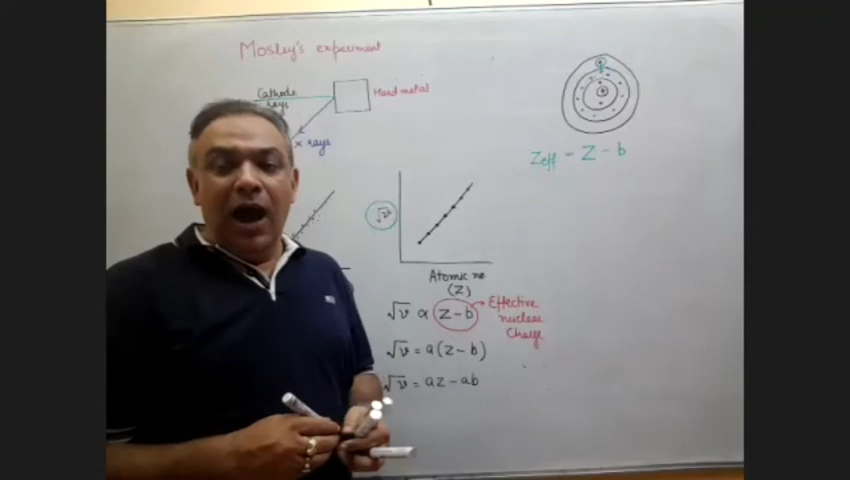 Mosley's experiment
Cathode
rays
Hard metal
x rays
√ν
Atomic no
(Z)
√ν ∝ (Z-b) → Effective
nuclear
Charge
√ν = a(z-b)
√ν = az - ab
Zeff = Z - b